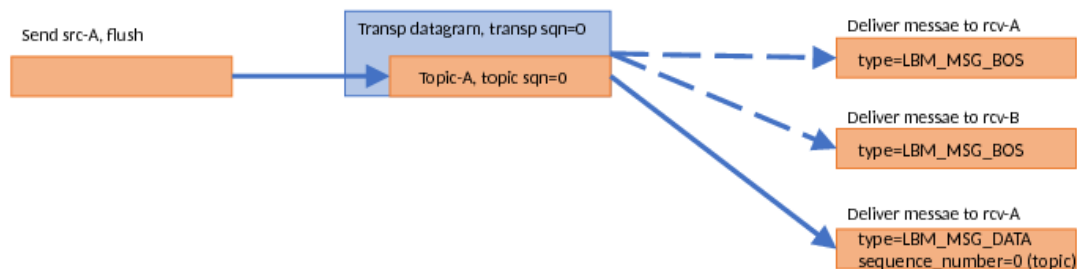 Send src-A, flush
Transp datagram, transp sqn=0
Topic-A, topic sqn=0
Deliver messae to rcv-A
type=LBM_MSG_BOS
Deliver messae to rcv-B
type=LBM_MSG_BOS
Deliver messae to rcv-A
type=LBM_MSG_DATA
sequence_number=0 (topic)